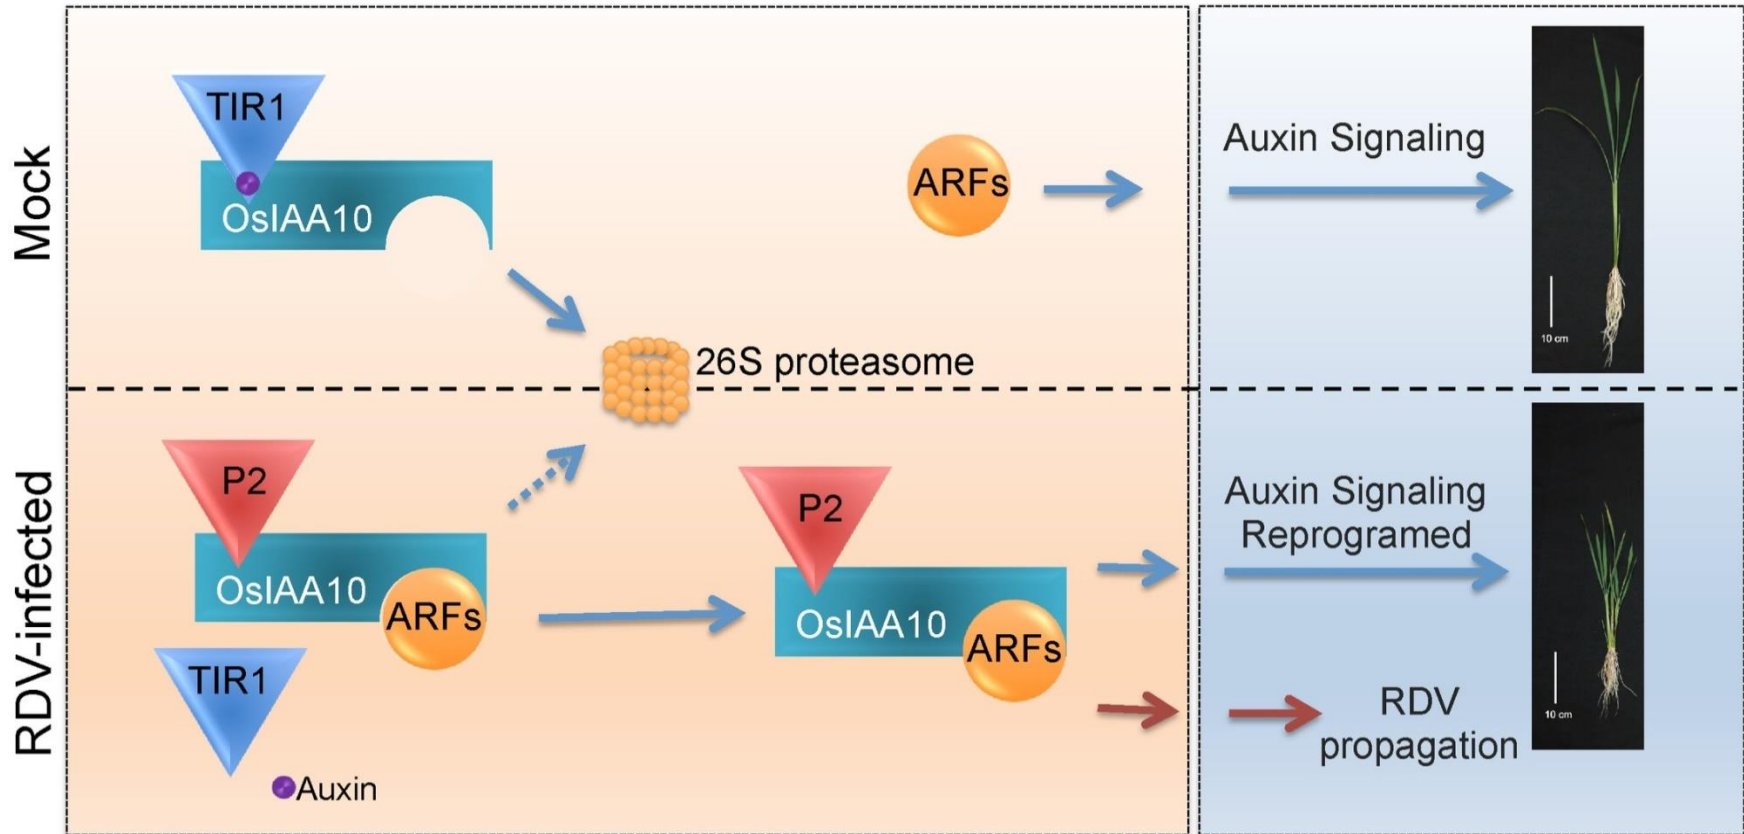 Mock
TIR1
OsIAA10
ARFs
Auxin Signaling
10 cm
26S proteasome
RDV-infected
P2
OsIAA10
ARFs
TIR1
Auxin
P2
OsIAA10
ARFs
Auxin Signaling
Reprogramed
RDV
propagation
10 cm